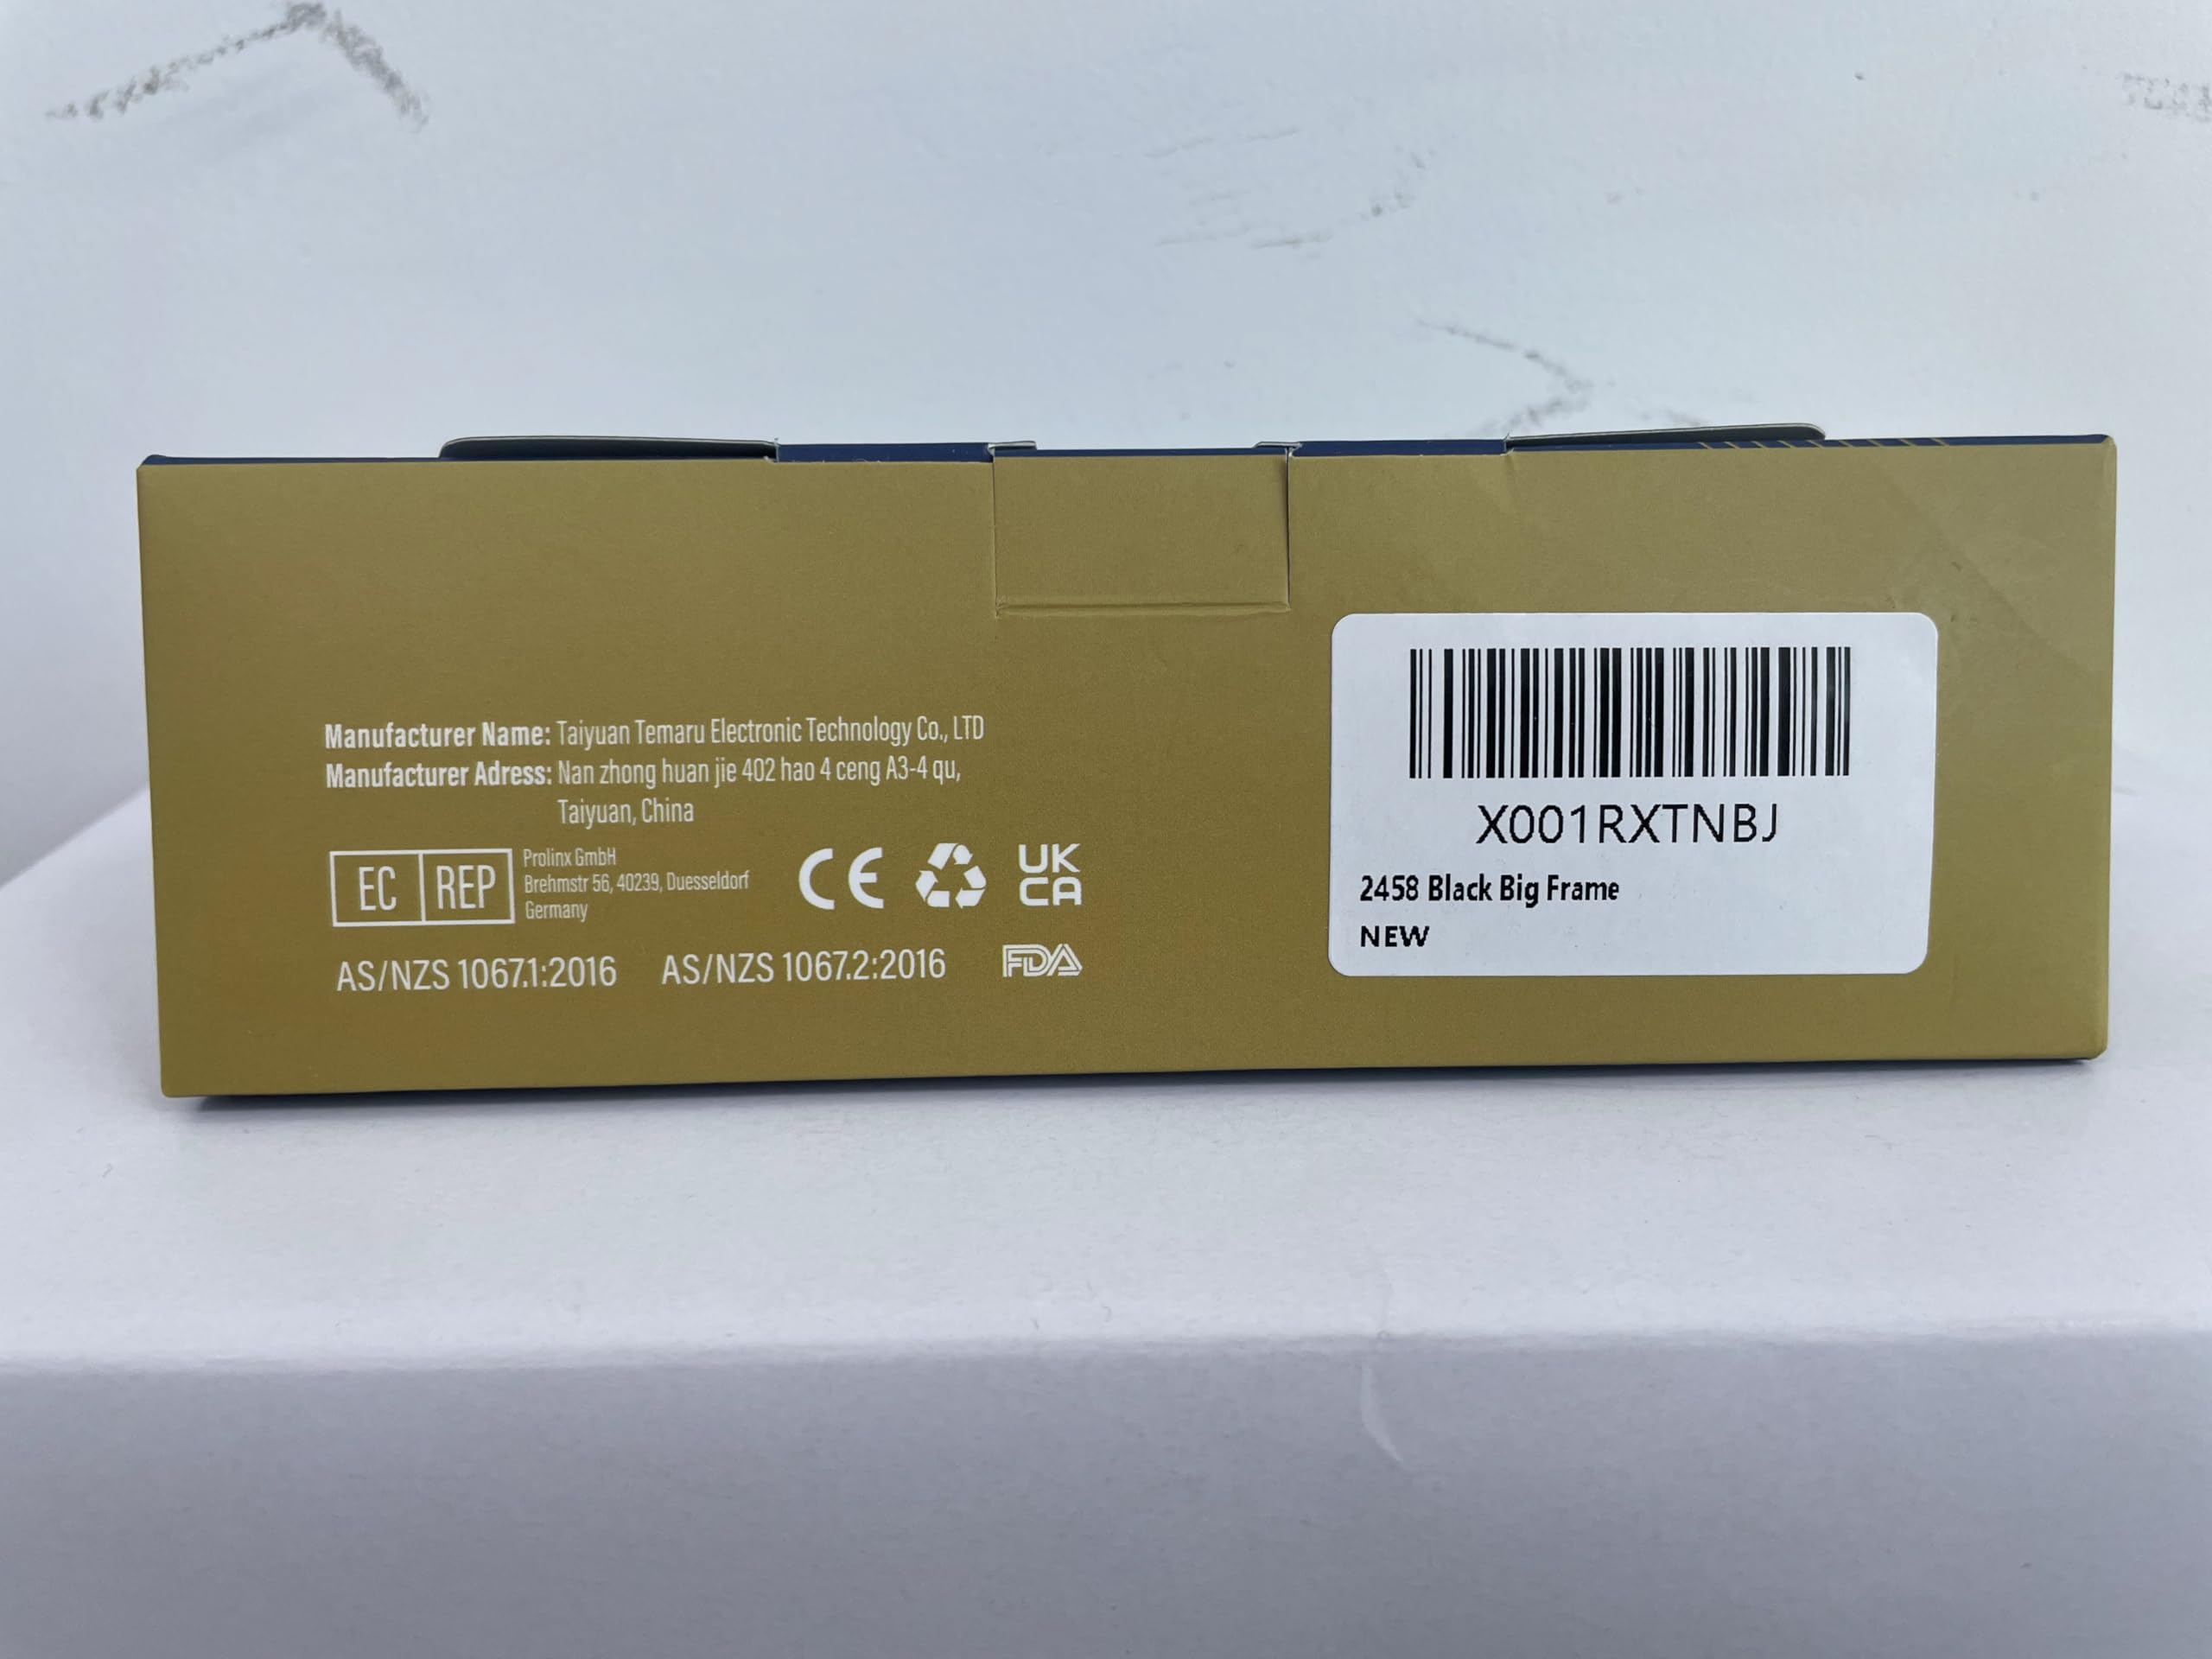 Manufacturer Name: Taiyuan Temaru Electronic Technology Co., LTD
Manufacturer Adress: Nan zhong huan jie 402 hao 4 ceng A3-4 qu,
Taiyuan, China
EC REP
Prolinx GmbH
Brehmstr 56, 40239, Duesseldorf
Germany
CE
UK
CA
AS/NZS 1067.1:2016 AS/NZS 1067.2:2016 FDA
X001RXTNBJ
2458 Black Big Frame
NEW